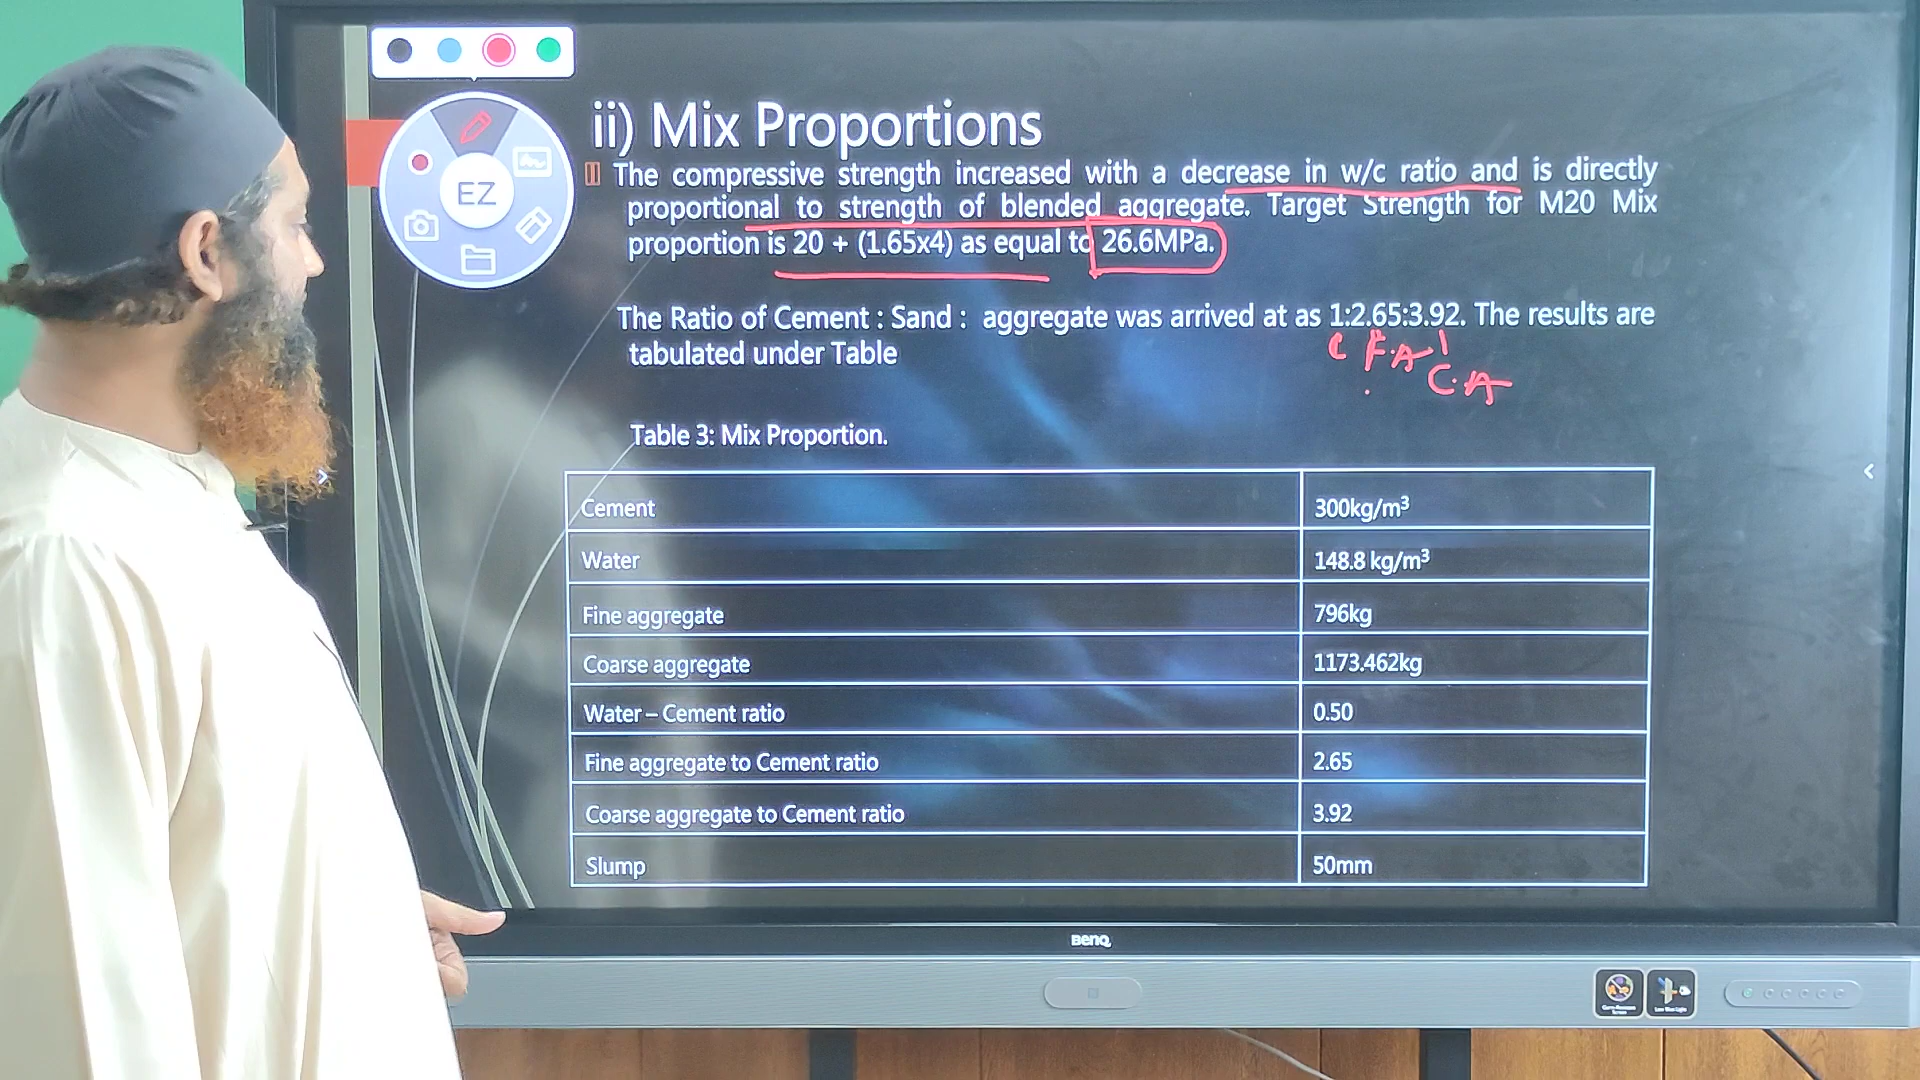 EZ
ii) Mix Proportions
The compressive strength increased with a decrease in w/c ratio and is directly
proportional to strength of blended aggregate. Target Strength for M20 Mix
proportion is 20 + (1.65x4) as equal to 26.6MPa.
The Ratio of Cement : Sand : aggregate was arrived at as 1:2.65:3.92. The results are
tabulated under Table
C F.A
C.A
Table 3: Mix Proportion.
Cement 300kg/m³
Water 148.8 kg/m³
Fine aggregate 796kg
Coarse aggregate 1173.462kg
Water – Cement ratio 0.50
Fine aggregate to Cement ratio 2.65
Coarse aggregate to Cement ratio 3.92
Slump 50mm
BenQ